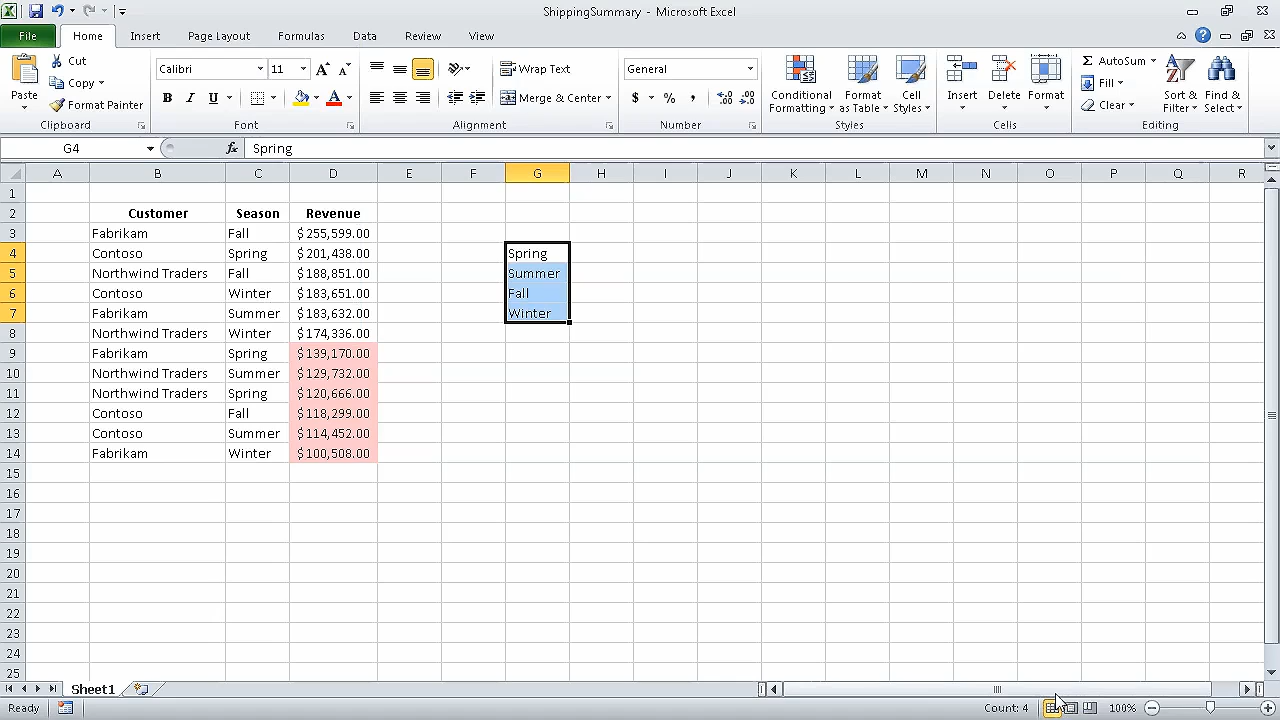 ShippingSummary - Microsoft Excel
File Home Insert Page Layout Formulas Data Review View
Paste Cut Copy Format Painter Clipboard
Calibri 11 A A B I U A Font
Wrap Text Merge & Center Alignment
General $ % , .00 .0 Number
Conditional Formatting Format as Table Cell Styles Styles
Insert Delete Format Cells
Σ AutoSum Fill Clear Sort & Filter Find & Select Editing
G4 fx Spring
A B C D E F G H I J K L M N O P Q R
1
2 Customer Season Revenue
3 Fabrikam Fall $255,599.00
4 Contoso Spring $201,438.00 Spring
5 Northwind Traders Fall $188,851.00 Summer
6 Contoso Winter $183,651.00 Fall
7 Fabrikam Summer $183,632.00 Winter
8 Northwind Traders Winter $174,336.00
9 Fabrikam Spring $139,170.00
10 Northwind Traders Summer $129,732.00
11 Northwind Traders Spring $120,666.00
12 Contoso Fall $118,299.00
13 Contoso Summer $114,452.00
14 Fabrikam Winter $100,508.00
15
16
17
18
19
20
21
22
23
24
25
Sheet1
Ready Count: 4 100%